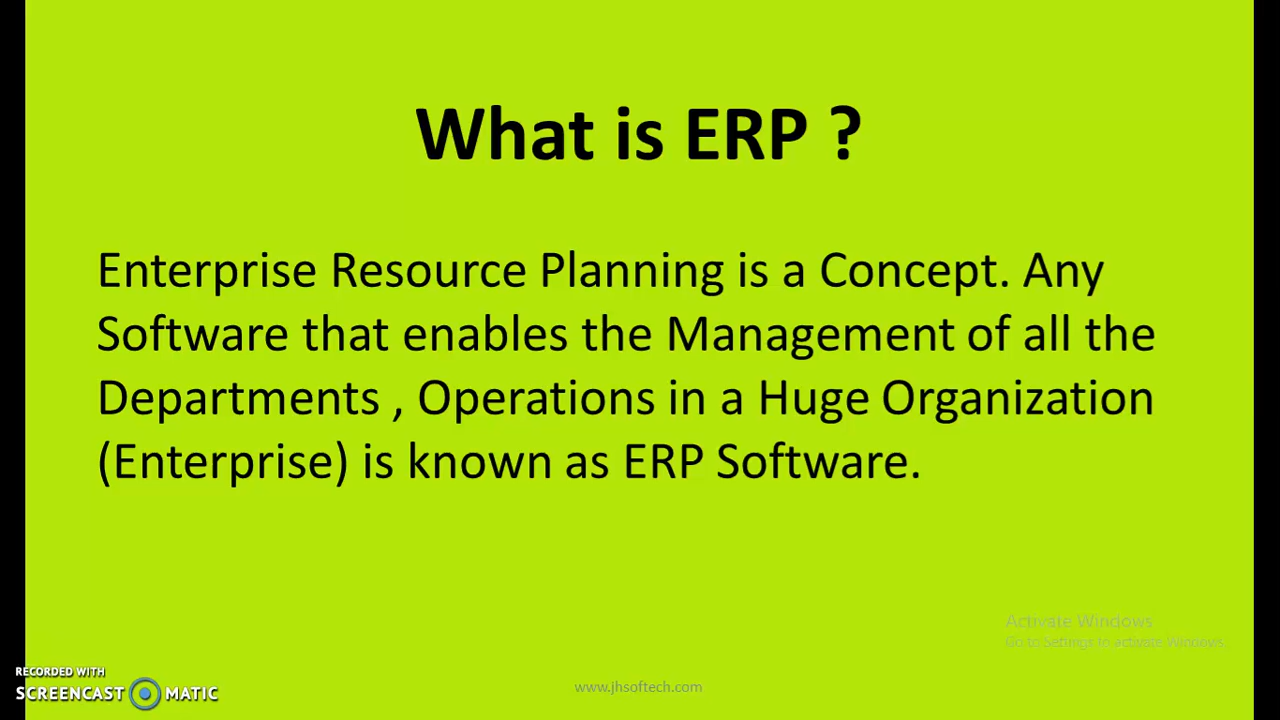 What is ERP ?
Enterprise Resource Planning is a Concept. Any
Software that enables the Management of all the
Departments , Operations in a Huge Organization
(Enterprise) is known as ERP Software.
Activate Windows
Go to Settings to activate Windows.
RECORDED WITH
SCREENCAST MATIC
www.jhsoftech.com